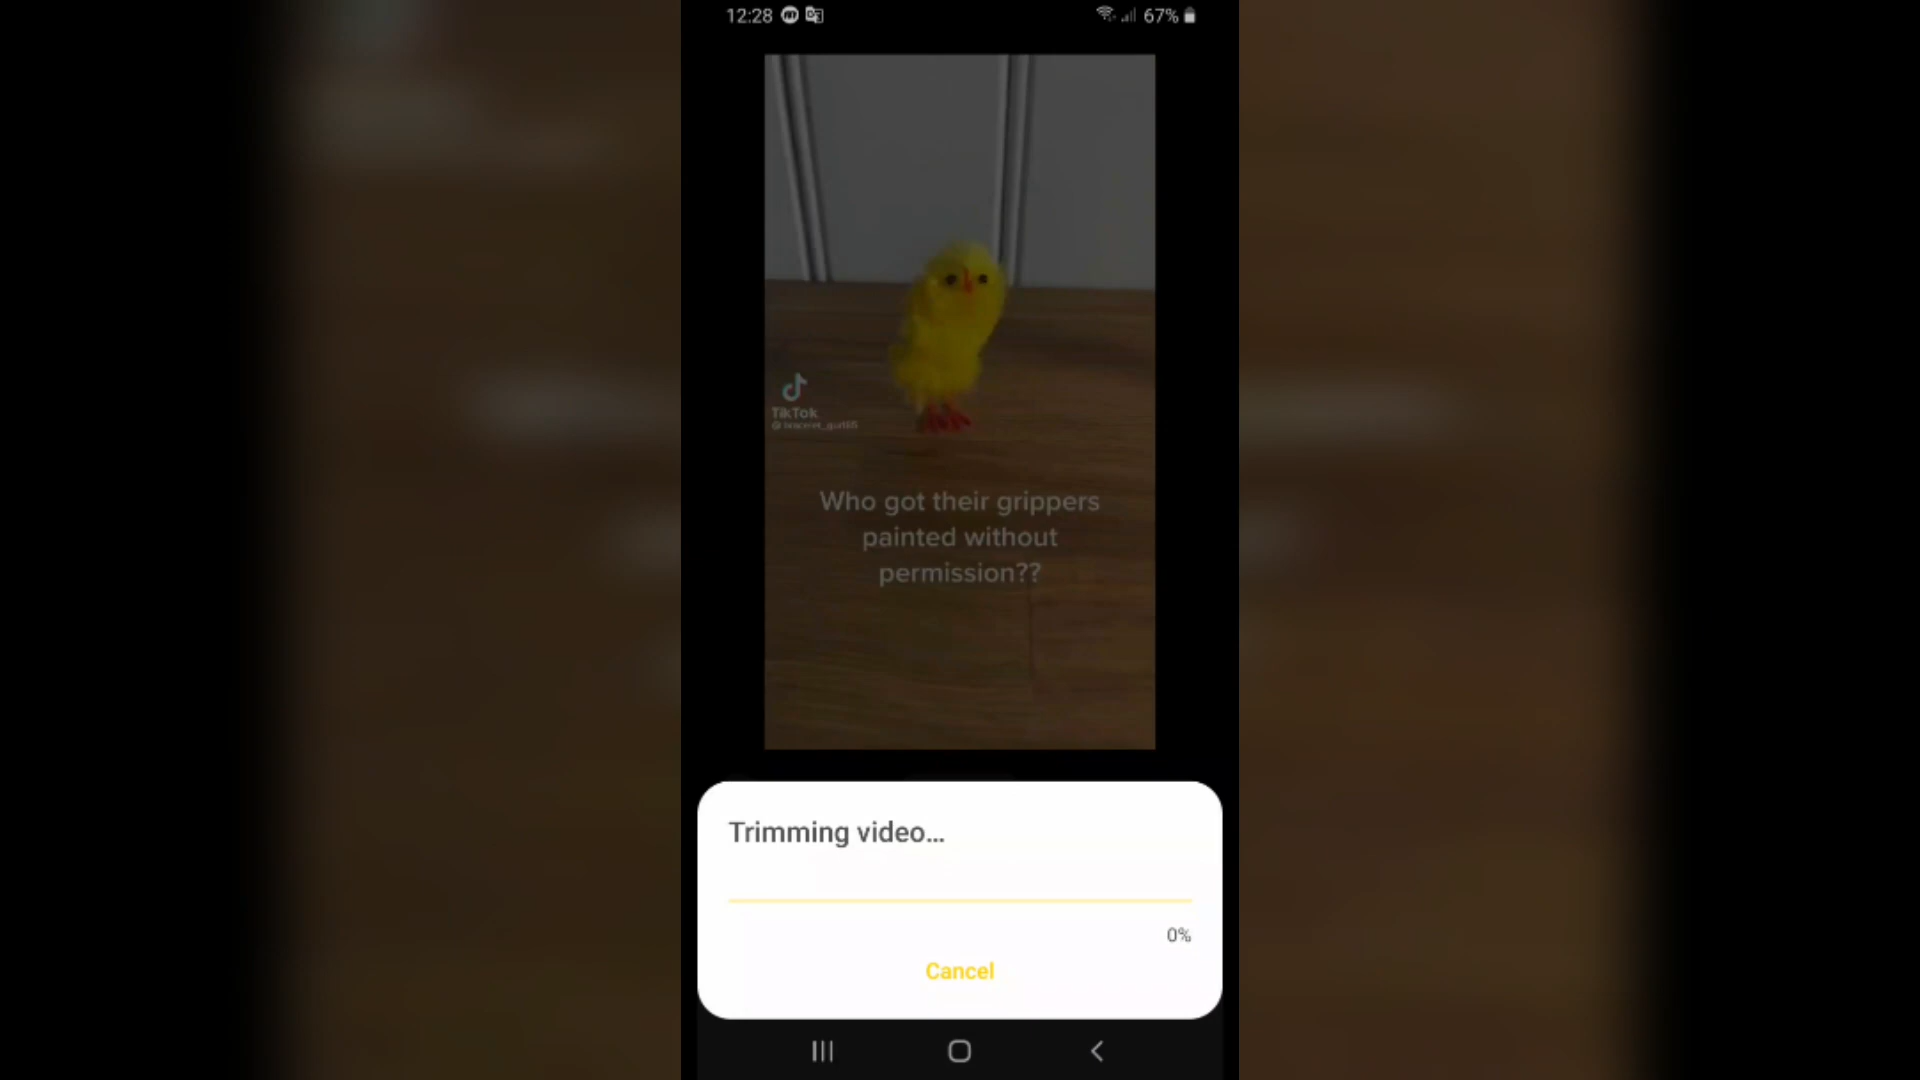 12:28
67%
TikTok
Who got their grippers
painted without
permission??
Trimming video...
0%
Cancel